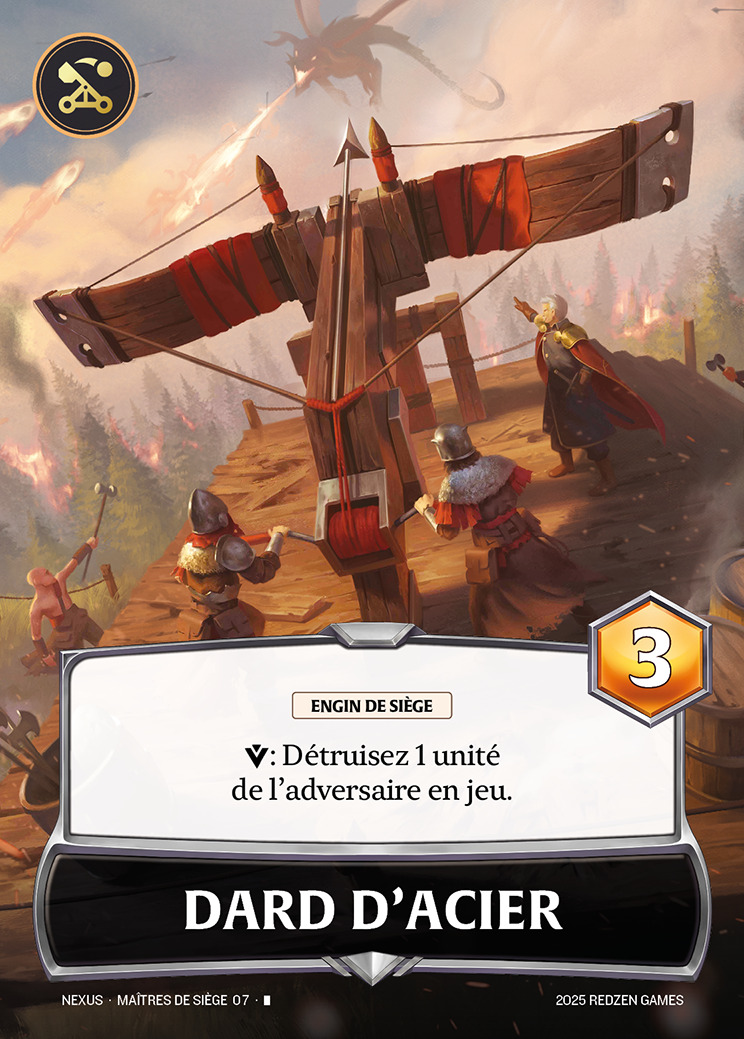 3
ENGIN DE SIÈGE
: Détruisez 1 unité
de l’adversaire en jeu.
DARD D’ACIER
NEXUS · MAÎTRES DE SIÈGE 07 ·
2025 REDZEN GAMES